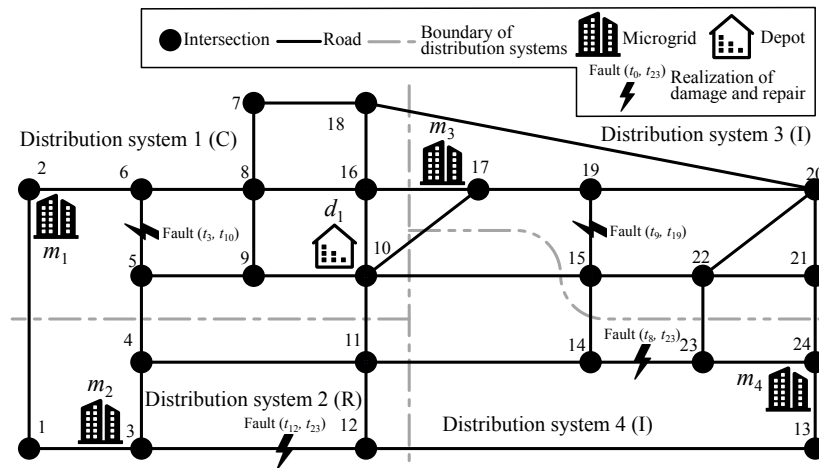 Intersection
Road
Boundary of
distribution systems
Microgrid
Depot
Fault (t₀, t₂₃)
Realization of
damage and repair
7
18
Distribution system 1 (C)
m₃
Distribution system 3 (I)
2
6
8
16
17
19
20
m₁
Fault (t₃, t₁₀)
d₁
Fault (t₉, t₁₉)
5
9
10
15
22
21
4
11
14
Fault (t₈, t₂₃)
23
24
m₂
Distribution system 2 (R)
m₄
Fault (t₁₂, t₂₃)
Distribution system 4 (I)
1
3
12
13